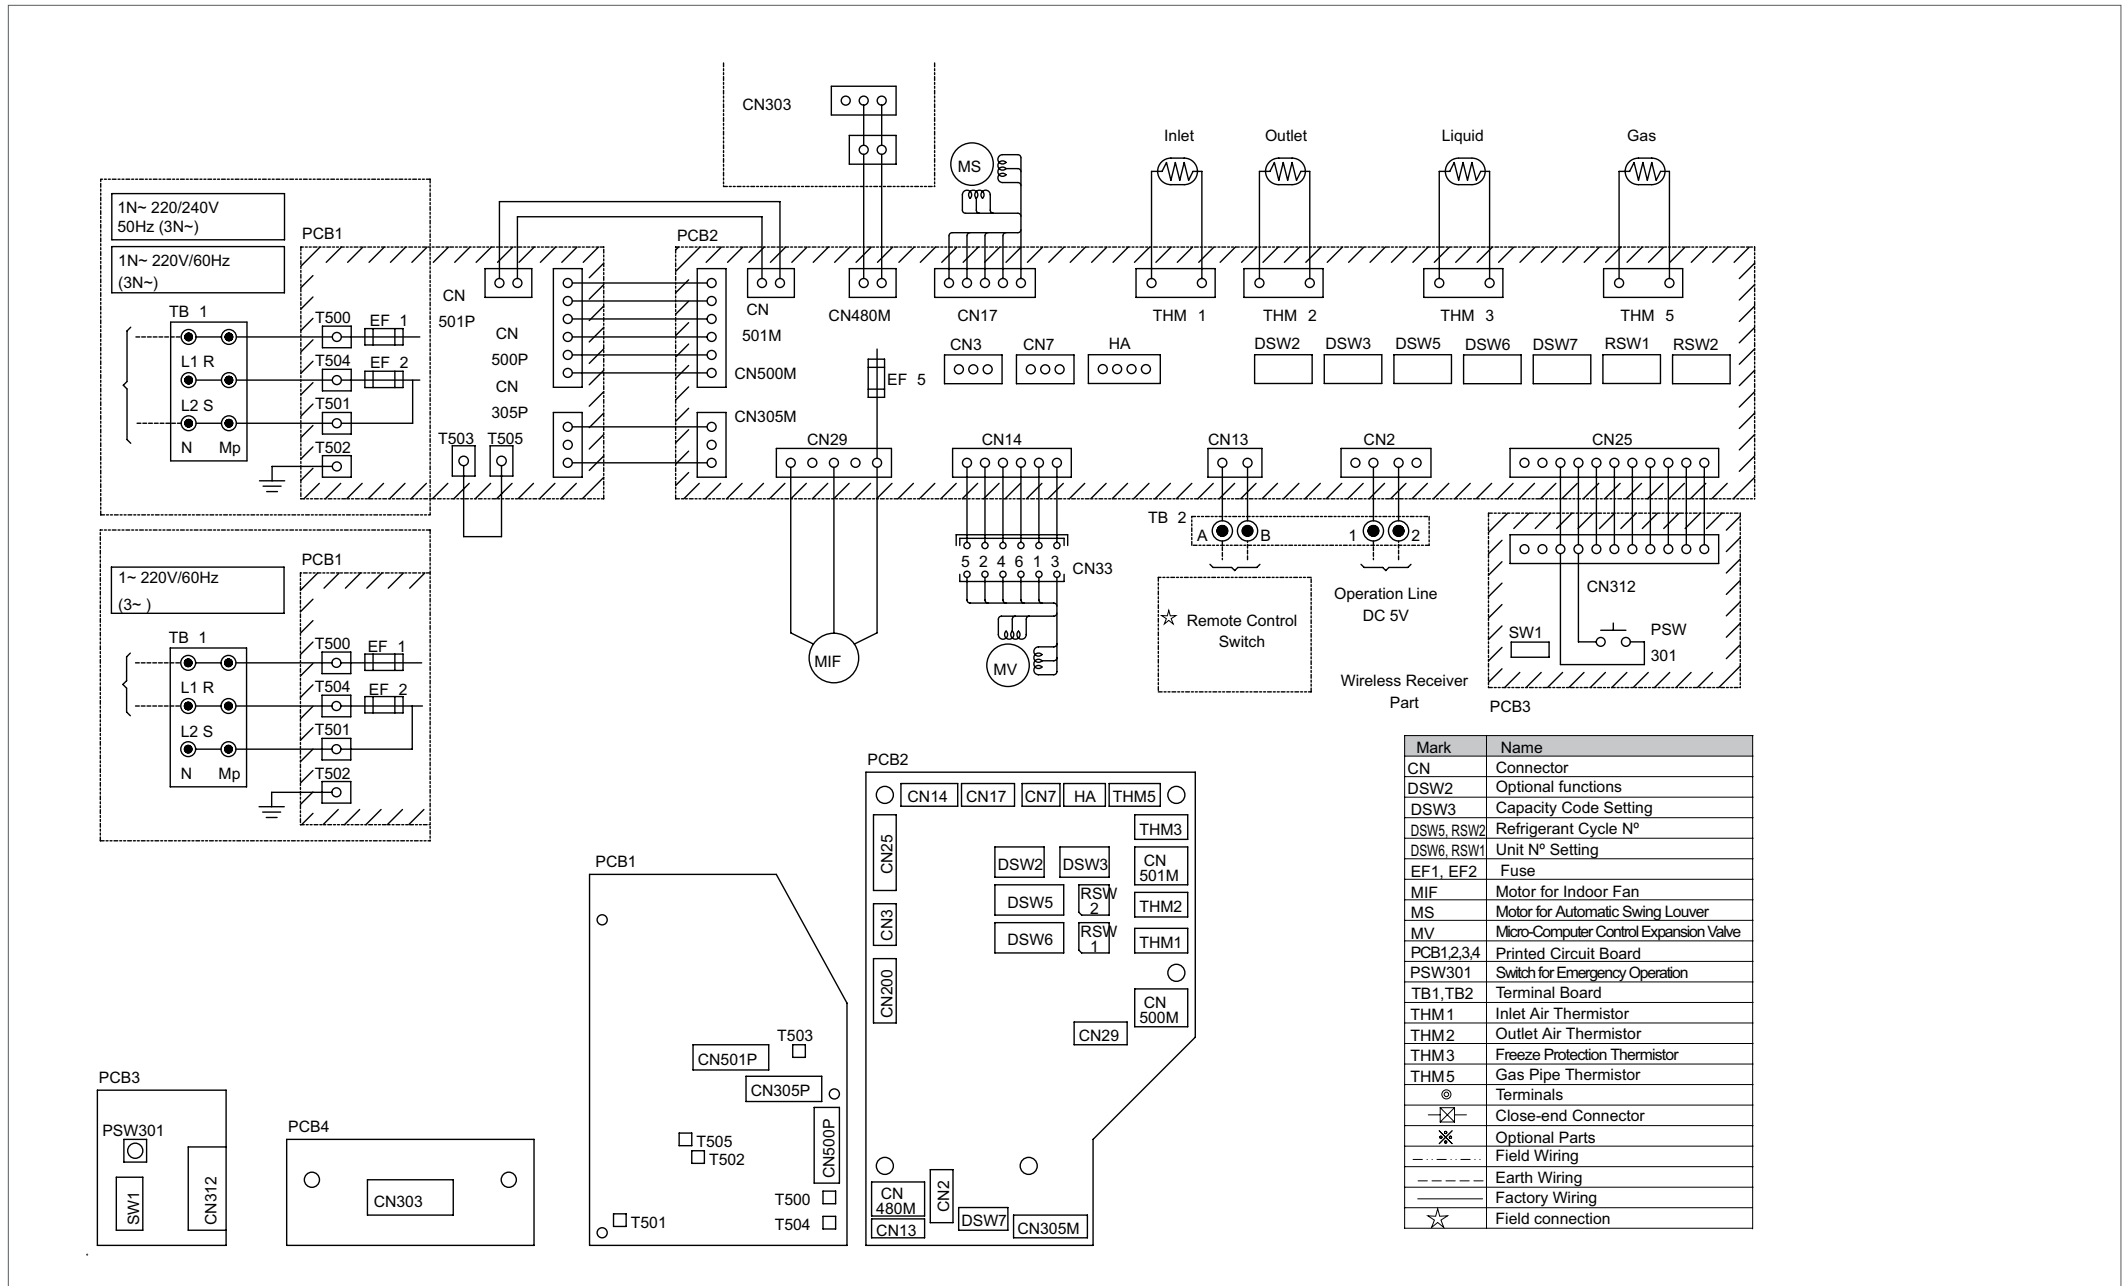 CN303
Inlet
Outlet
Liquid
Gas
MS
1N~ 220/240V
50Hz (3N~)
1N~ 220V/60Hz
(3N~)
PCB1
PCB2
TB 1
L1 R
L2 S
N Mp
T500
EF 1
T504
EF 2
T501
T502
CN
501P
CN
500P
CN
305P
T503
T505
CN
501M
CN500M
CN305M
CN480M
CN17
THM 1
THM 2
THM 3
THM 5
CN3
CN7
HA
DSW2
DSW3
DSW5
DSW6
DSW7
RSW1
RSW2
EF 5
CN29
CN14
CN13
CN2
CN25
TB 2
A
B
1
2
5 2 4 6 1 3
CN33
MIF
MV
Remote Control
Switch
Operation Line
DC 5V
Wireless Receiver
Part
CN312
SW1
PSW
301
PCB3
1~ 220V/60Hz
(3~ )
PCB1
TB 1
L1 R
L2 S
N Mp
T500
EF 1
T504
EF 2
T501
T502
PCB3
PSW301
SW1
CN312
PCB4
CN303
PCB1
CN501P
T503
CN305P
CN500P
T505
T502
T500
T504
T501
PCB2
CN14
CN17
CN7
HA
THM5
CN25
THM3
DSW2
DSW3
CN
501M
CN3
DSW5
RSW
2
THM2
DSW6
RSW
1
THM1
CN200
CN
500M
CN29
CN
480M
CN2
CN13
DSW7
CN305M
Mark Name
CN Connector
DSW2 Optional functions
DSW3 Capacity Code Setting
DSW5, RSW2 Refrigerant Cycle Nº
DSW6, RSW1 Unit Nº Setting
EF1, EF2 Fuse
MIF Motor for Indoor Fan
MS Motor for Automatic Swing Louver
MV Micro-Computer Control Expansion Valve
PCB1,2,3,4 Printed Circuit Board
PSW301 Switch for Emergency Operation
TB1,TB2 Terminal Board
THM1 Inlet Air Thermistor
THM2 Outlet Air Thermistor
THM3 Freeze Protection Thermistor
THM5 Gas Pipe Thermistor
Terminals
Close-end Connector
Optional Parts
Field Wiring
Earth Wiring
Factory Wiring
Field connection